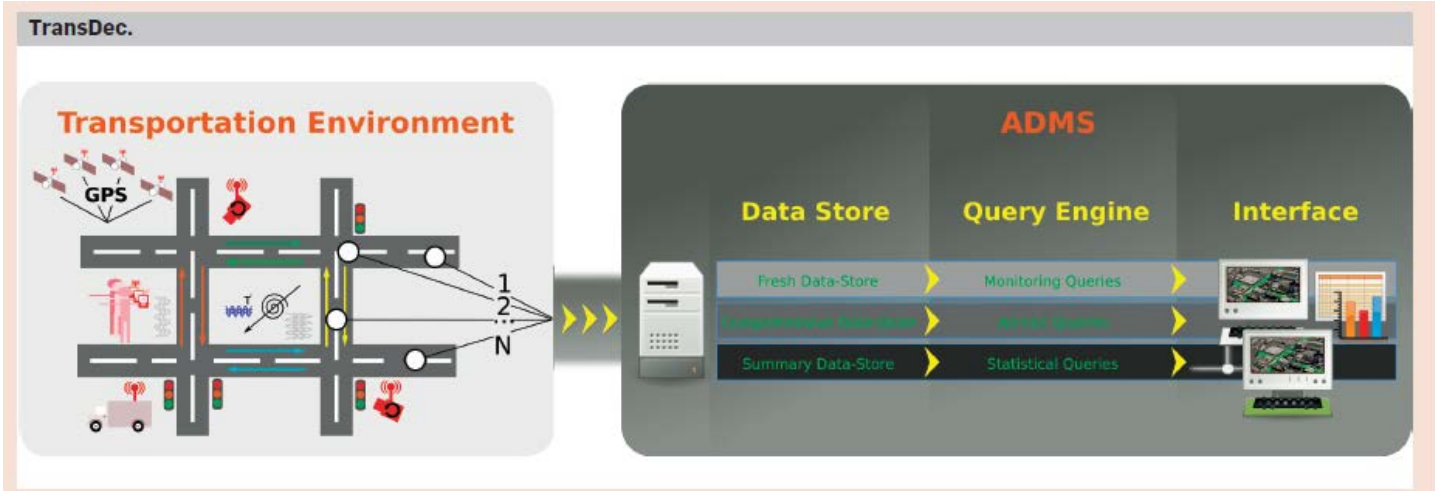 TransDec.
Transportation Environment
GPS
T
1
2
...
N
ADMS
Data Store
Query Engine
Interface
Fresh Data-Store
Monitoring Queries
Summary Data-Store
Statistical Queries